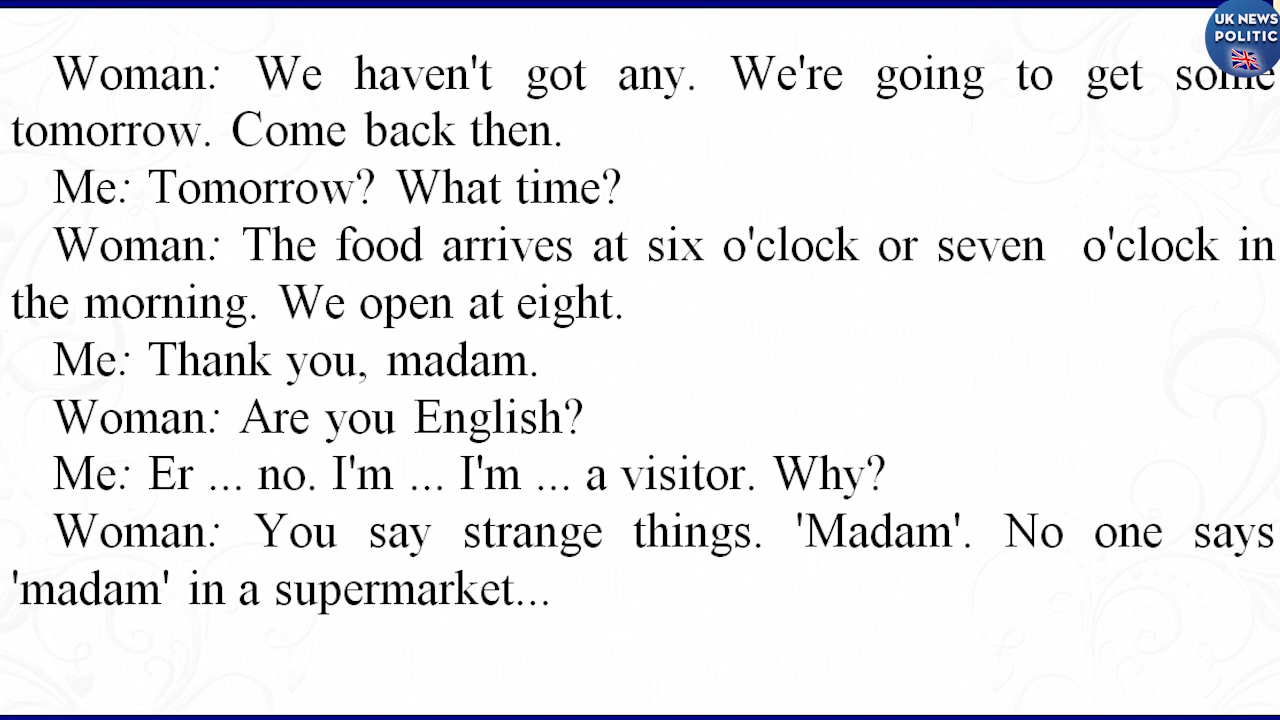 UK NEWS
POLITIC
Woman: We haven't got any. We're going to get some
tomorrow. Come back then.
Me: Tomorrow? What time?
Woman: The food arrives at six o'clock or seven o'clock in
the morning. We open at eight.
Me: Thank you, madam.
Woman: Are you English?
Me: Er ... no. I'm ... I'm ... a visitor. Why?
Woman: You say strange things. 'Madam'. No one says
'madam' in a supermarket...